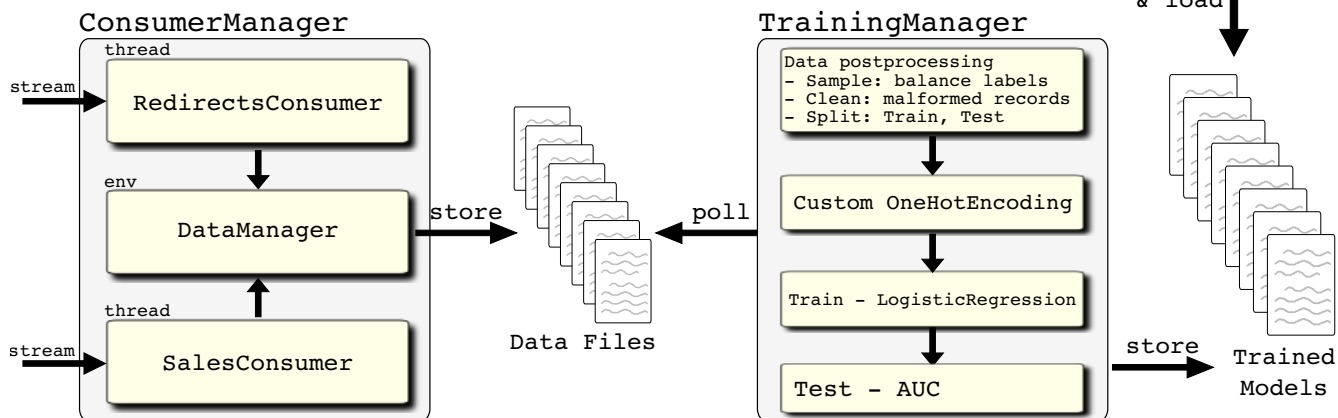 & load
ConsumerManager
thread
stream
RedirectsConsumer
env
DataManager
store
thread
stream
SalesConsumer
Data Files
poll
TrainingManager
Data postprocessing
- Sample: balance labels
- Clean: malformed records
- Split: Train, Test
Custom OneHotEncoding
Train - LogisticRegression
Test - AUC
store
Trained
Models